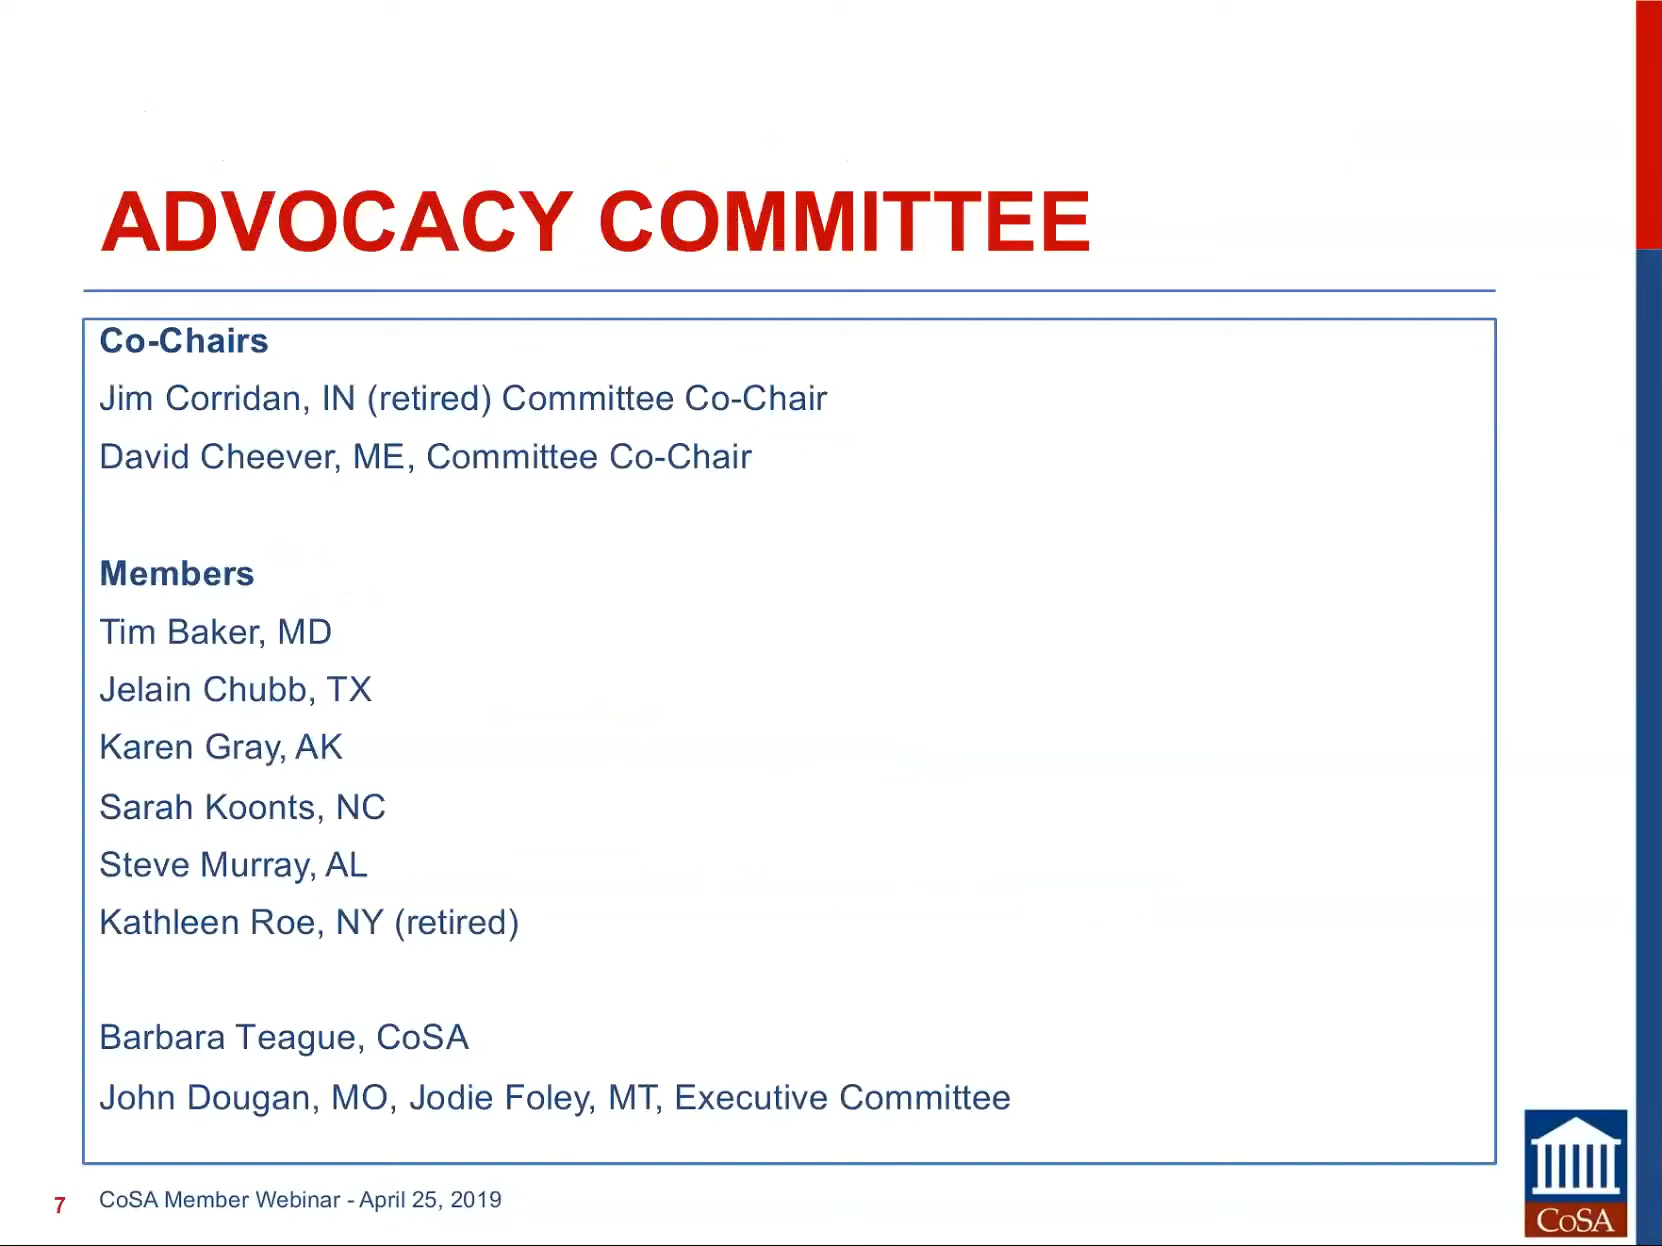 ADVOCACY COMMITTEE
Co-Chairs
Jim Corridan, IN (retired) Committee Co-Chair
David Cheever, ME, Committee Co-Chair
Members
Tim Baker, MD
Jelain Chubb, TX
Karen Gray, AK
Sarah Koonts, NC
Steve Murray, AL
Kathleen Roe, NY (retired)
Barbara Teague, CoSA
John Dougan, MO, Jodie Foley, MT, Executive Committee
7 CoSA Member Webinar - April 25, 2019
CoSA